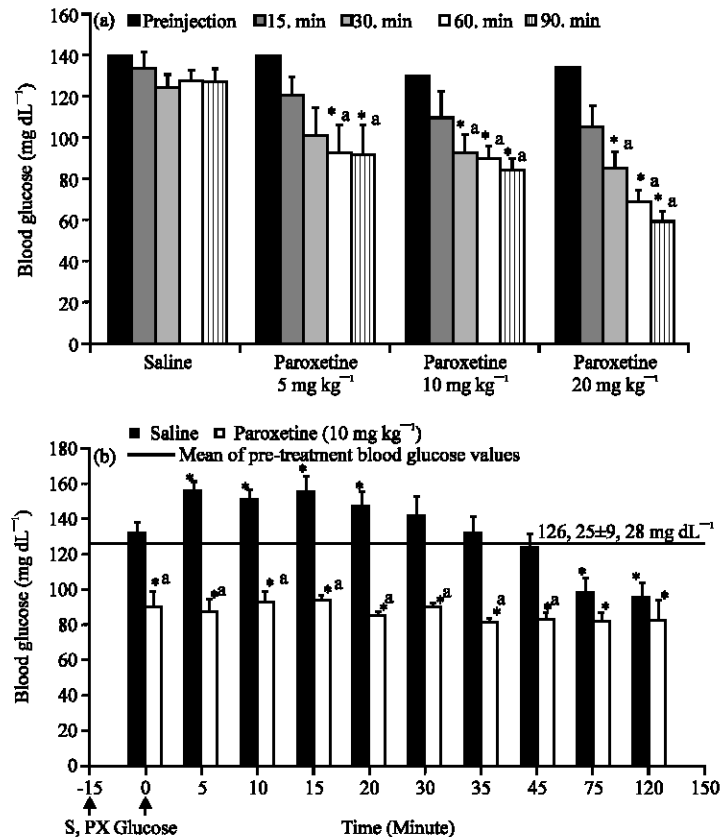 (a) Preinjection 15. min 30. min 60. min 90. min
160
140
120
100
80
60
40
20
0
Blood glucose (mg dL⁻¹)
* a * a
* a * a * a
* a * a * a
Saline Paroxetine Paroxetine Paroxetine
5 mg kg⁻¹ 10 mg kg⁻¹ 20 mg kg⁻¹
Saline Paroxetine (10 mg kg⁻¹)
(b) Mean of pre-treatment blood glucose values
180
160
140
120
100
80
60
40
20
0
Blood glucose (mg dL⁻¹)
* * * *
126, 25±9, 28 mg dL⁻¹
* *
*a *a *a *a *a *a *a *a * *
-15 0 5 10 15 20 30 35 45 75 120 150
S, PX Glucose Time (Minute)